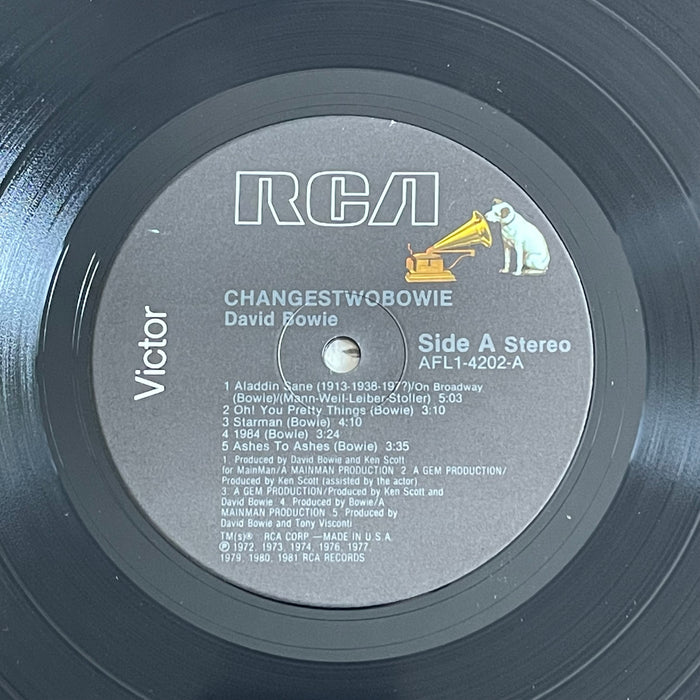 RCA
Victor
CHANGESTWOBOWIE
David Bowie
Side A Stereo
AFL1-4202-A
1 Aladdin Sane (1913-1938-197?)/On Broadway
(Bowie)/(Mann-Weil-Leiber-Stoller) 5:03
2 Oh! You Pretty Things (Bowie) 3:10
3 Starman (Bowie) 4:10
4 1984 (Bowie) 3:24
5 Ashes To Ashes (Bowie) 3:35
1. Produced by David Bowie and Ken Scott
for MainMan/A MAINMAN PRODUCTION 2. A GEM PRODUCTION/
Produced by Ken Scott (assisted by the actor)
3. A GEM PRODUCTION/Produced by Ken Scott and
David Bowie 4. Produced by Bowie/A
MAINMAN PRODUCTION 5. Produced by
David Bowie and Tony Visconti
TM(s)® RCA CORP —MADE IN U.S.A.
℗ 1972, 1973, 1974, 1976, 1977,
1979, 1980, 1981 RCA RECORDS